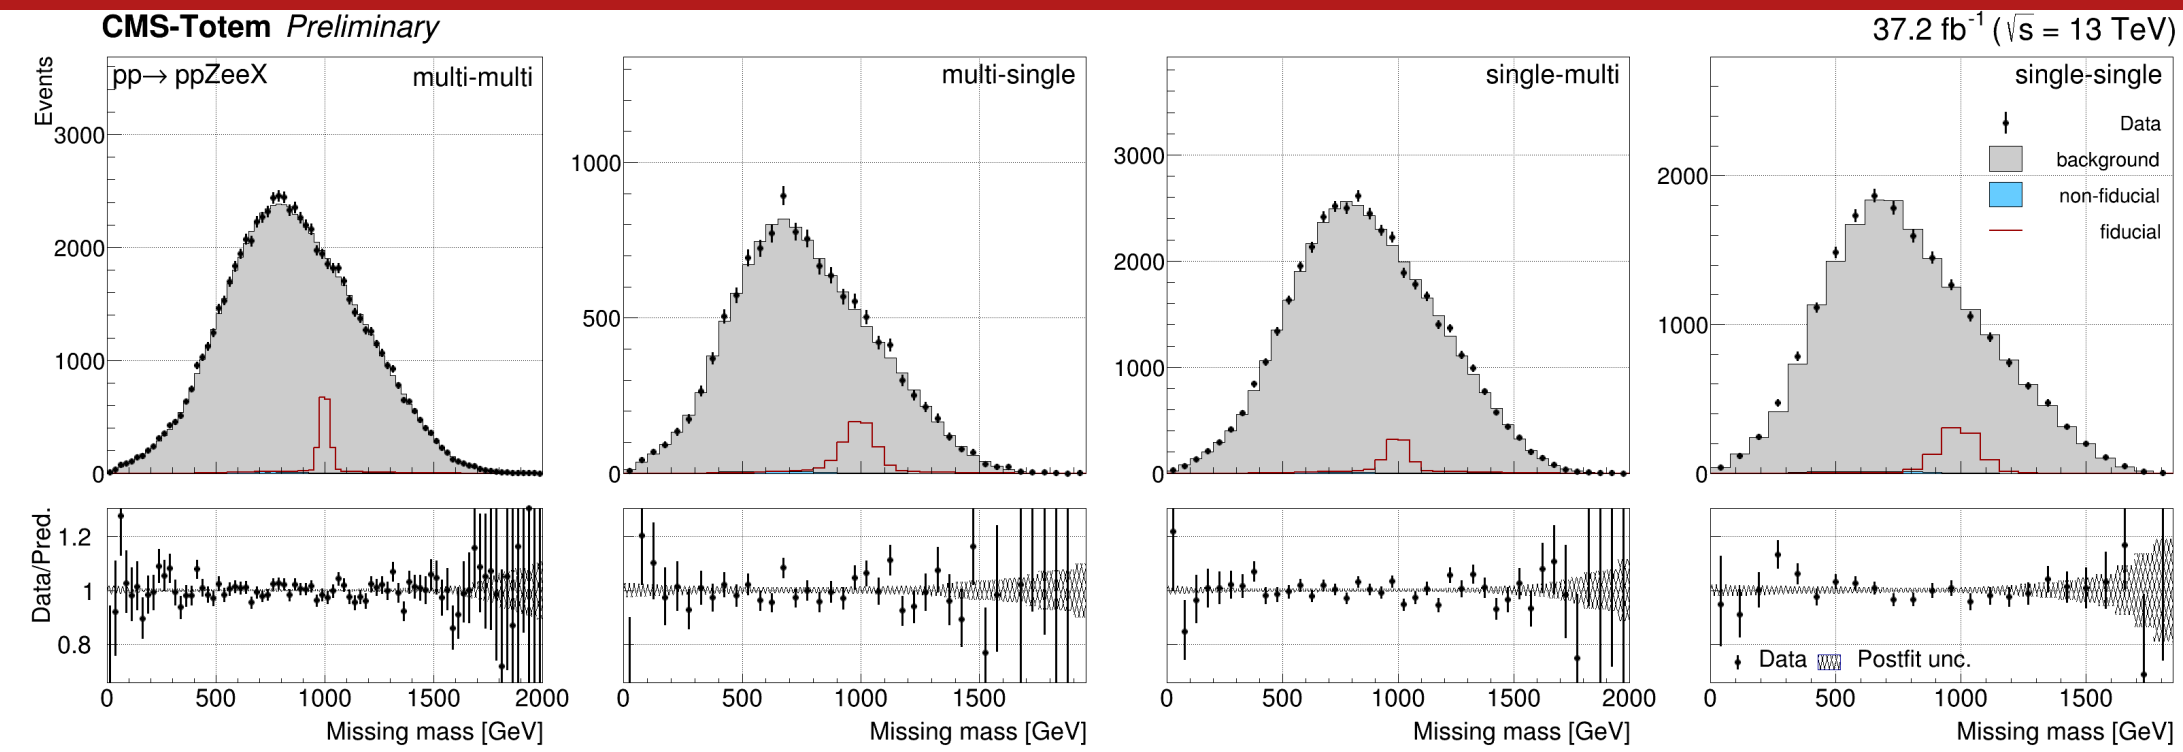 CMS-Totem Preliminary
37.2 fb-1 (√s = 13 TeV)
Events
pp→ ppZeeX
multi-multi
3000
2000
1000
0
multi-single
1000
500
0
single-multi
3000
2000
1000
0
single-single
Data
background
non-fiducial
fiducial
2000
1000
0
Data/Pred.
1.2
1
0.8
0 500 1000 1500 2000
Missing mass [GeV]
0 500 1000 1500
Missing mass [GeV]
0 500 1000 1500 2000
Missing mass [GeV]
Data Postfit unc.
0 500 1000 1500
Missing mass [GeV]